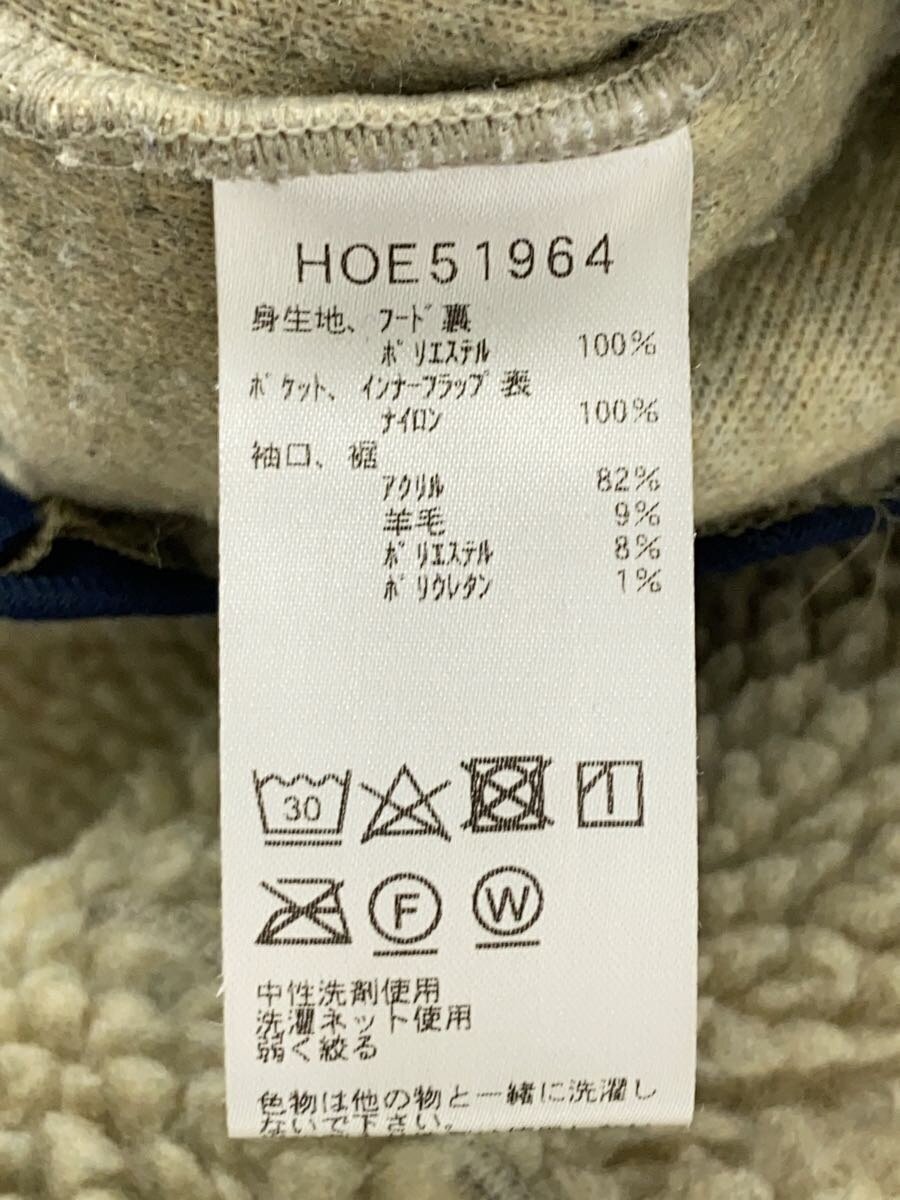 HOE51964
身生地、フード裏
ポリエステル 100%
ポケット、インナーフラップ表
ナイロン 100%
袖口、裾
アクリル 82%
羊毛 9%
ポリエステル 8%
ポリウレタン 1%
30
F W
中性洗剤使用
洗濯ネット使用
弱く絞る
色物は他の物と一緒に洗濯し
ないで下さい。